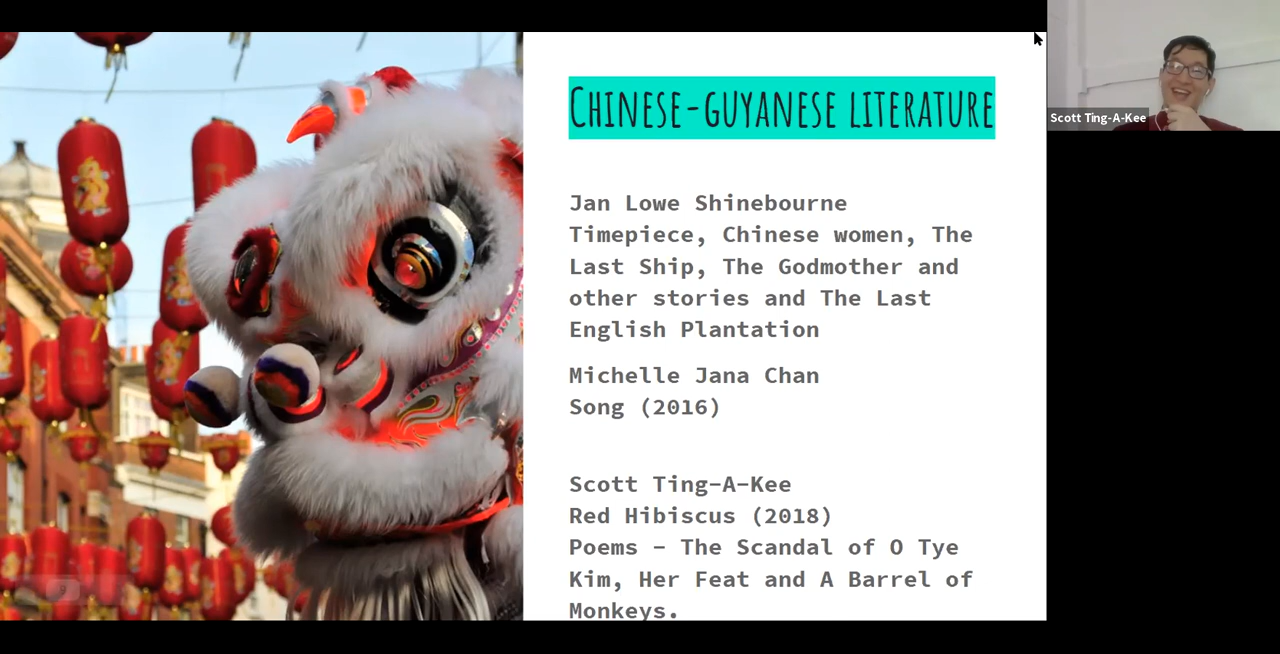 CHINESE-GUYANESE LITERATURE
Jan Lowe Shinebourne
Timepiece, Chinese women, The
Last Ship, The Godmother and
other stories and The Last
English Plantation
Michelle Jana Chan
Song (2016)
Scott Ting-A-Kee
Red Hibiscus (2018)
Poems – The Scandal of O Tye
Kim, Her Feat and A Barrel of
Monkeys.
Scott Ting-A-Kee